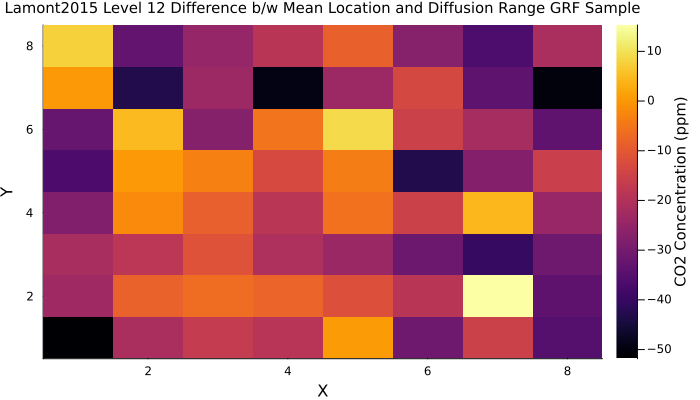 Lamont2015 Level 12 Difference b/w Mean Location and Diffusion Range GRF Sample
8
6
4
2
Y
2 4 6 8
X
10
0
−10
−20
−30
−40
−50
CO2 Concentration (ppm)